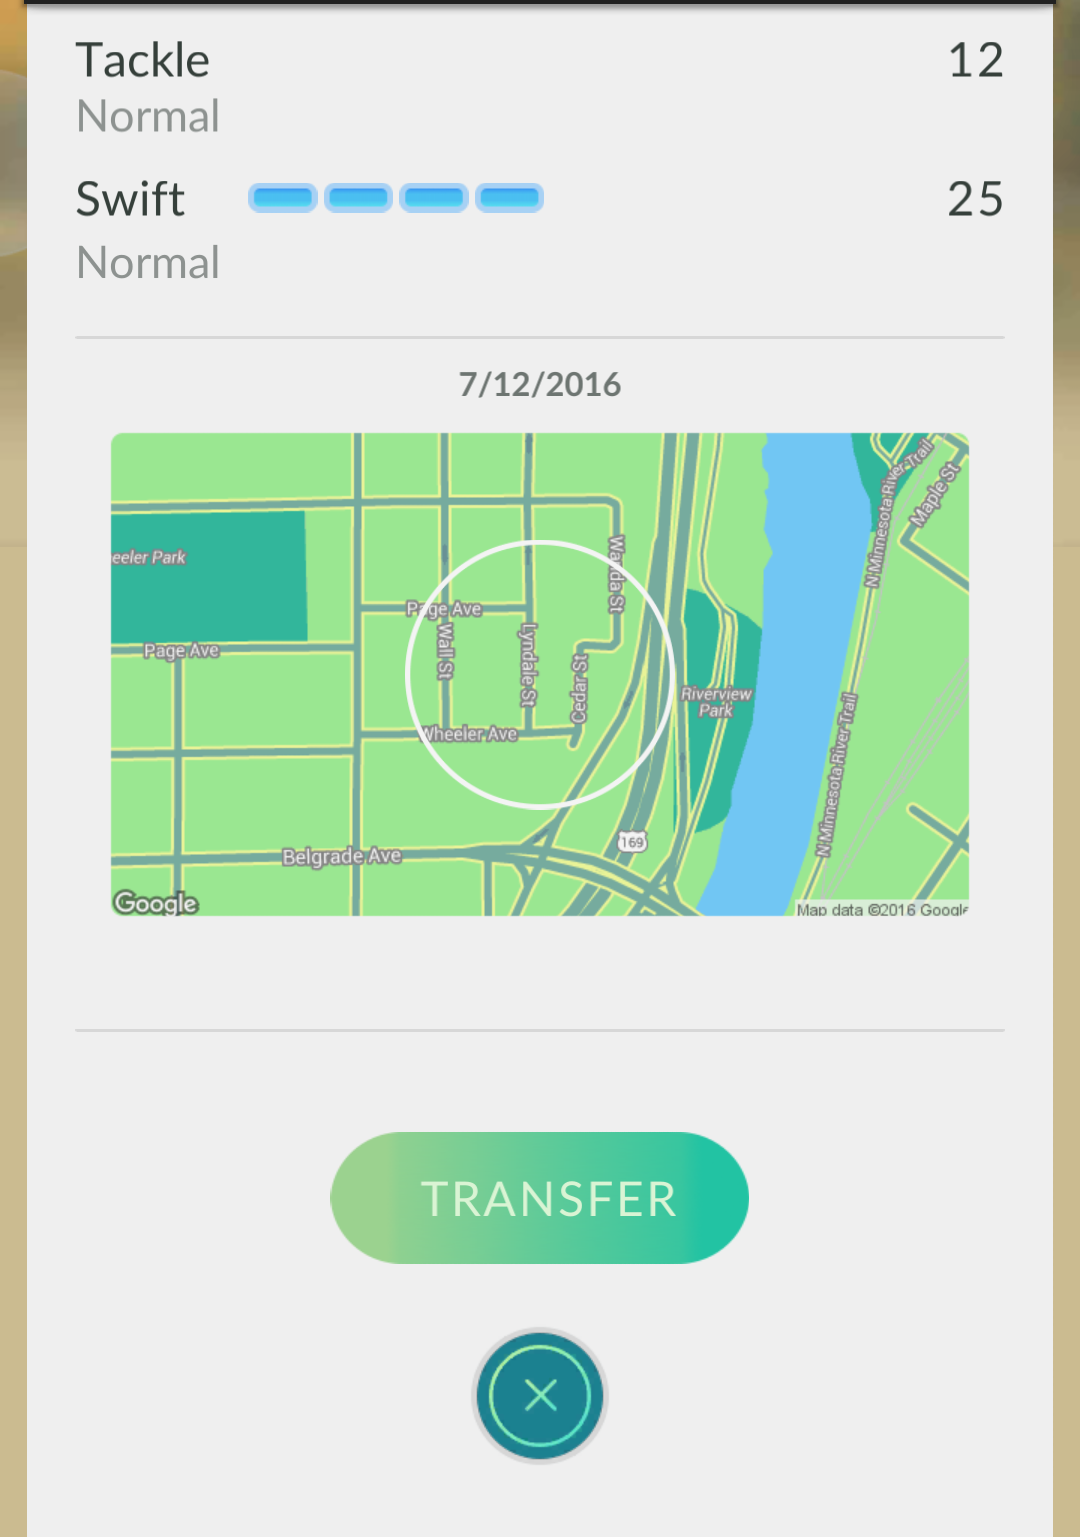 Tackle 12
Normal
Swift 25
Normal
7/12/2016
N Minnesota River Trail
Maple St
eeler Park
Wanda St
Page Ave
Page Ave
Wall St
Lyndale St
Cedar St
Riverview
Park
Wheeler Ave
N Minnesota River Trail
169
Belgrade Ave
Google
Map data ©2016 Google
TRANSFER